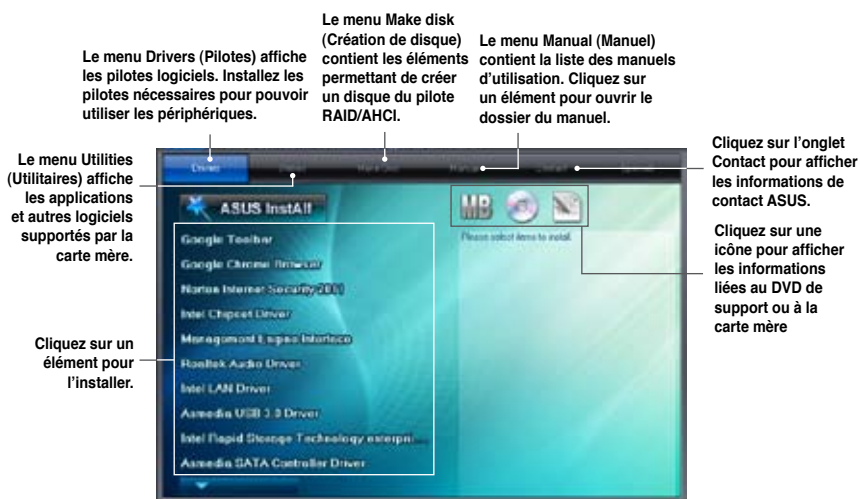 Le menu Drivers (Pilotes) affiche
les pilotes logiciels. Installez les
pilotes nécessaires pour pouvoir
utiliser les périphériques.
Le menu Make disk
(Création de disque)
contient les éléments
permettant de créer
un disque du pilote
RAID/AHCI.
Le menu Manual (Manuel)
contient la liste des manuels
d’utilisation. Cliquez sur
un élément pour ouvrir le
dossier du manuel.
Cliquez sur l’onglet
Contact pour afficher
les informations de
contact ASUS.
Cliquez sur une
icône pour afficher
les informations
liées au DVD de
support ou à la
carte mère
Le menu Utilities
(Utilitaires) affiche
les applications
et autres logiciels
supportés par la
carte mère.
Cliquez sur un
élément pour
l’installer.
Drivers
ASUS InstAll
MB
Please select items to install.
Google Toolbar
Google Chrome Browser
Norton Internet Security 2011
Intel Chipset Driver
Management Engine Interface
Realtek Audio Driver
Intel LAN Driver
Asmedia USB 3.0 Driver
Intel Rapid Storage Technology enterpri...
Asmedia SATA Controller Driver